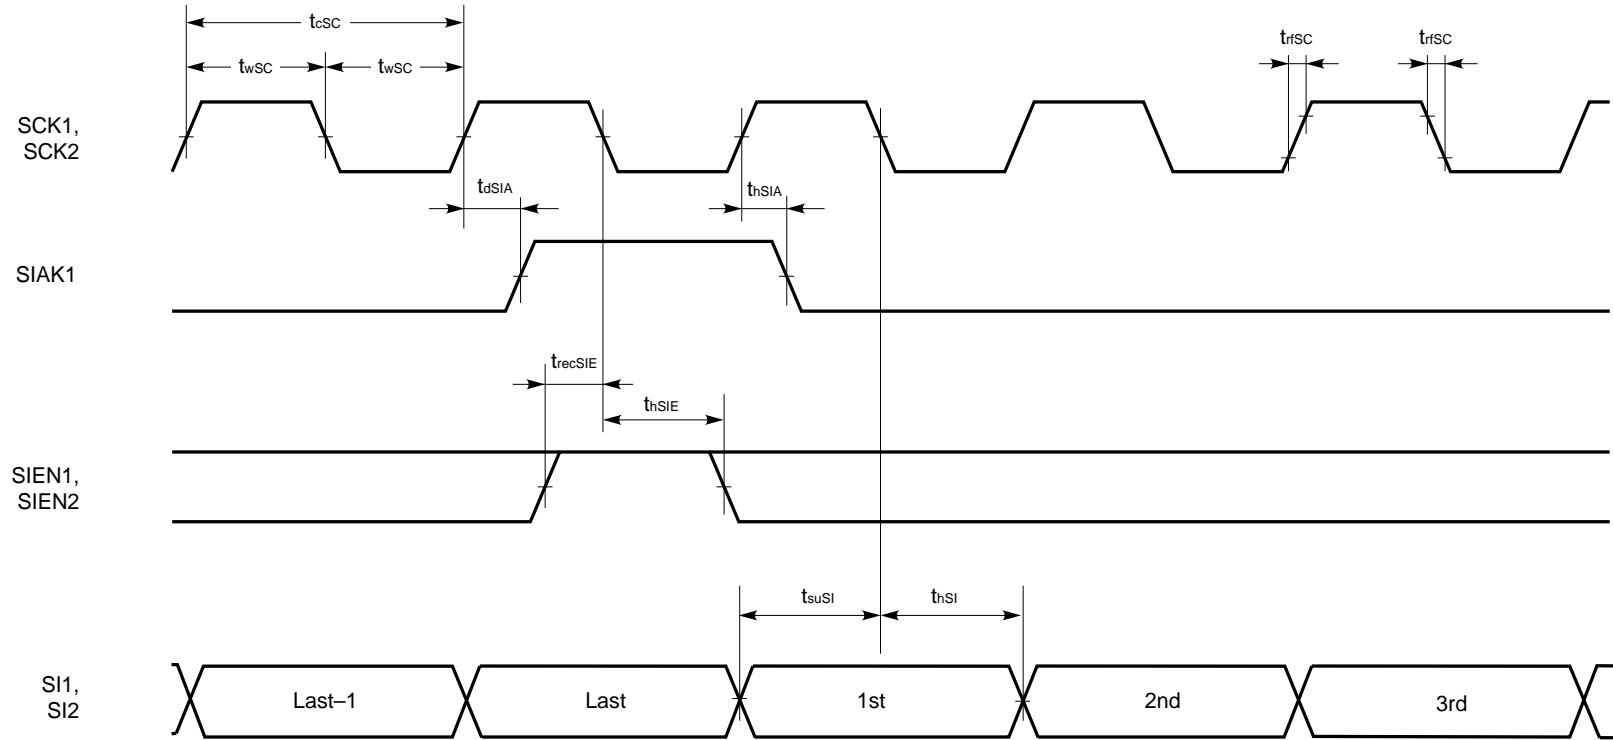 tcSC
trfSC trfSC
twSC twSC
SCK1,
SCK2
tdSIA thSIA
SIAK1
trecSIE
thSIE
SIEN1,
SIEN2
tsuSI thSI
SI1,
SI2
Last–1 Last 1st 2nd 3rd